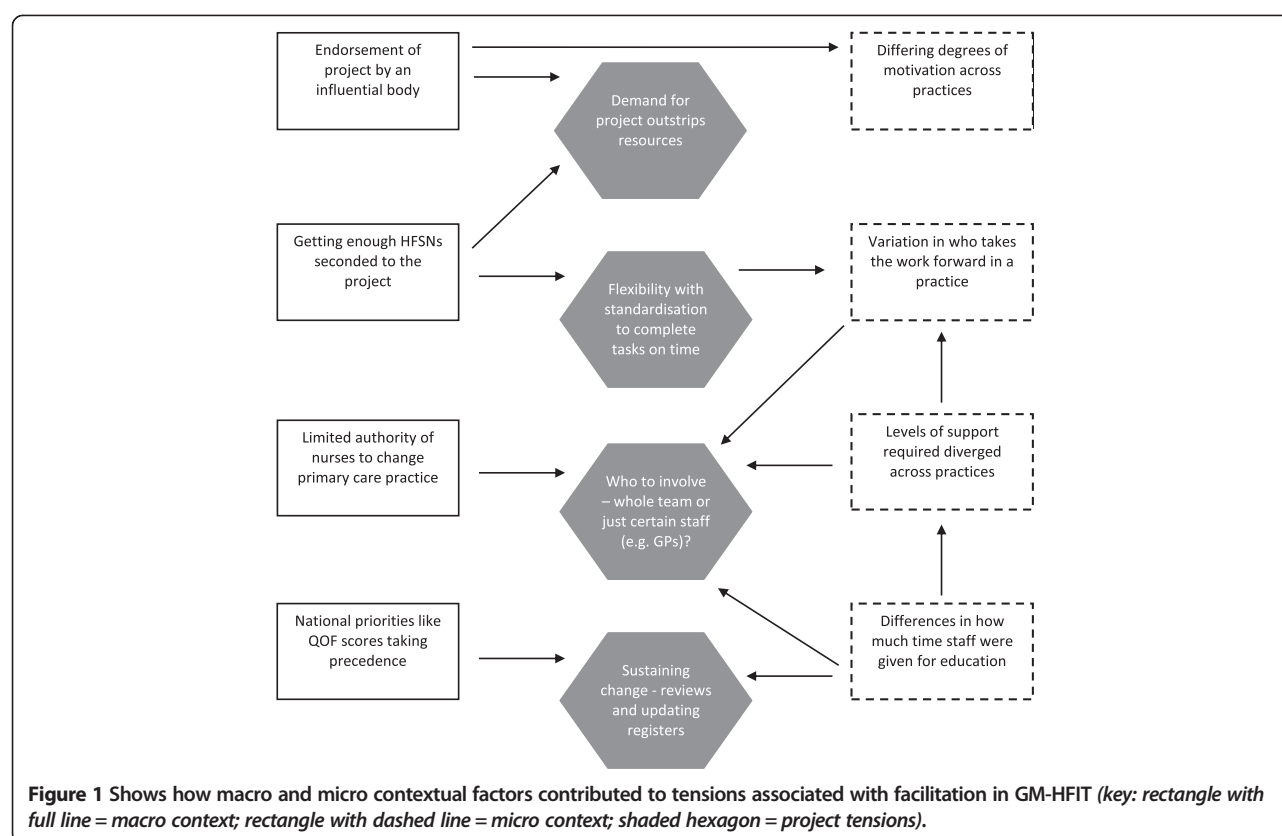 Endorsement of
project by an
influential body
Differing degrees of
motivation across
practices
Demand for
project outstrips
resources
Getting enough HFSNs
seconded to the
project
Variation in who takes
the work forward in a
practice
Flexibility with
standardisation
to complete
tasks on time
Limited authority of
nurses to change
primary care practice
Levels of support
required diverged
across practices
Who to involve
– whole team or
just certain staff
(e.g. GPs)?
National priorities like
QOF scores taking
precedence
Differences in how
much time staff were
given for education
Sustaining
change - reviews
and updating
registers
Figure 1 Shows how macro and micro contextual factors contributed to tensions associated with facilitation in GM-HFIT (key: rectangle with
full line = macro context; rectangle with dashed line = micro context; shaded hexagon = project tensions).